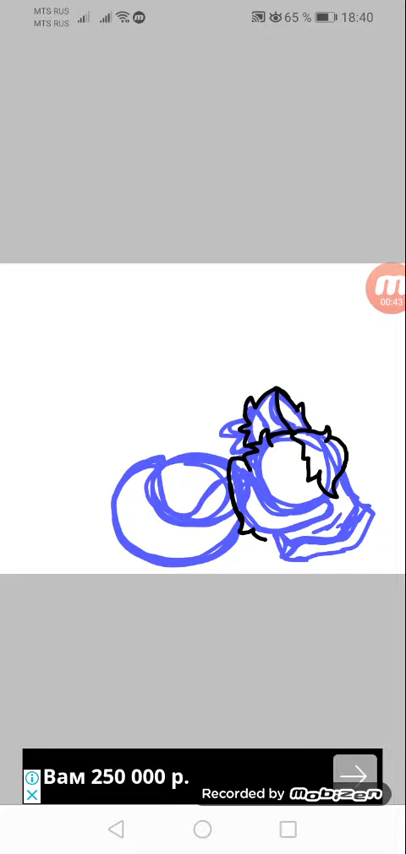 MTS RUS
MTS RUS
65 % 18:40
00:43
Вам 250 000 р.
Recorded by mobizen